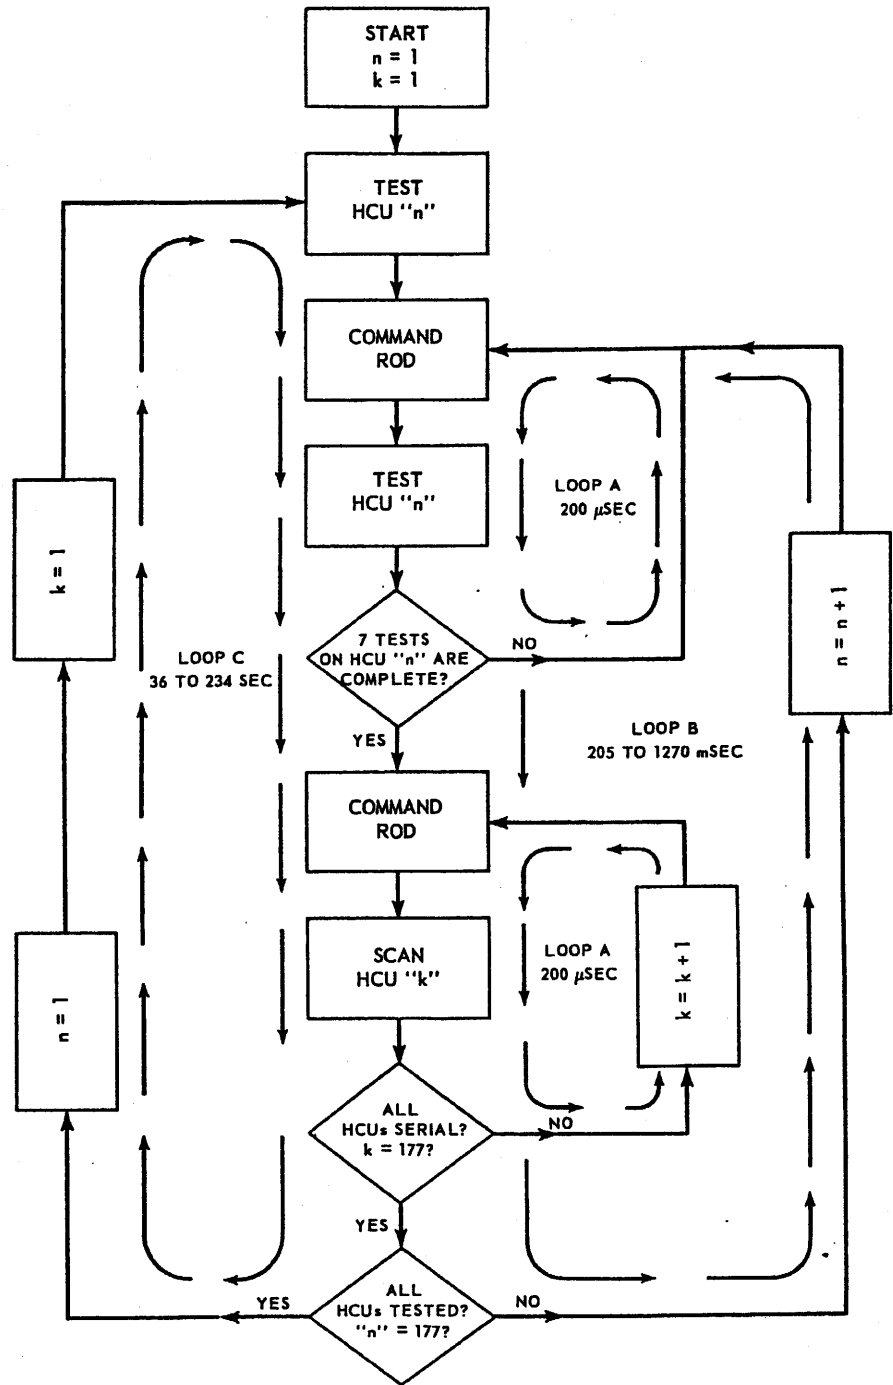 START
n = 1
k = 1
TEST
HCU "n"
COMMAND
ROD
TEST
HCU "n"
LOOP A
200 µSEC
k = 1
n = n + 1
7 TESTS
ON HCU "n" ARE
COMPLETE?
NO
LOOP C
36 TO 234 SEC
YES
LOOP B
205 TO 1270 mSEC
COMMAND
ROD
SCAN
HCU "k"
LOOP A
200 µSEC
k = k + 1
n = 1
ALL
HCUs SERIAL?
k = 177?
NO
YES
ALL
HCUs TESTED?
"n" = 177?
YES
NO